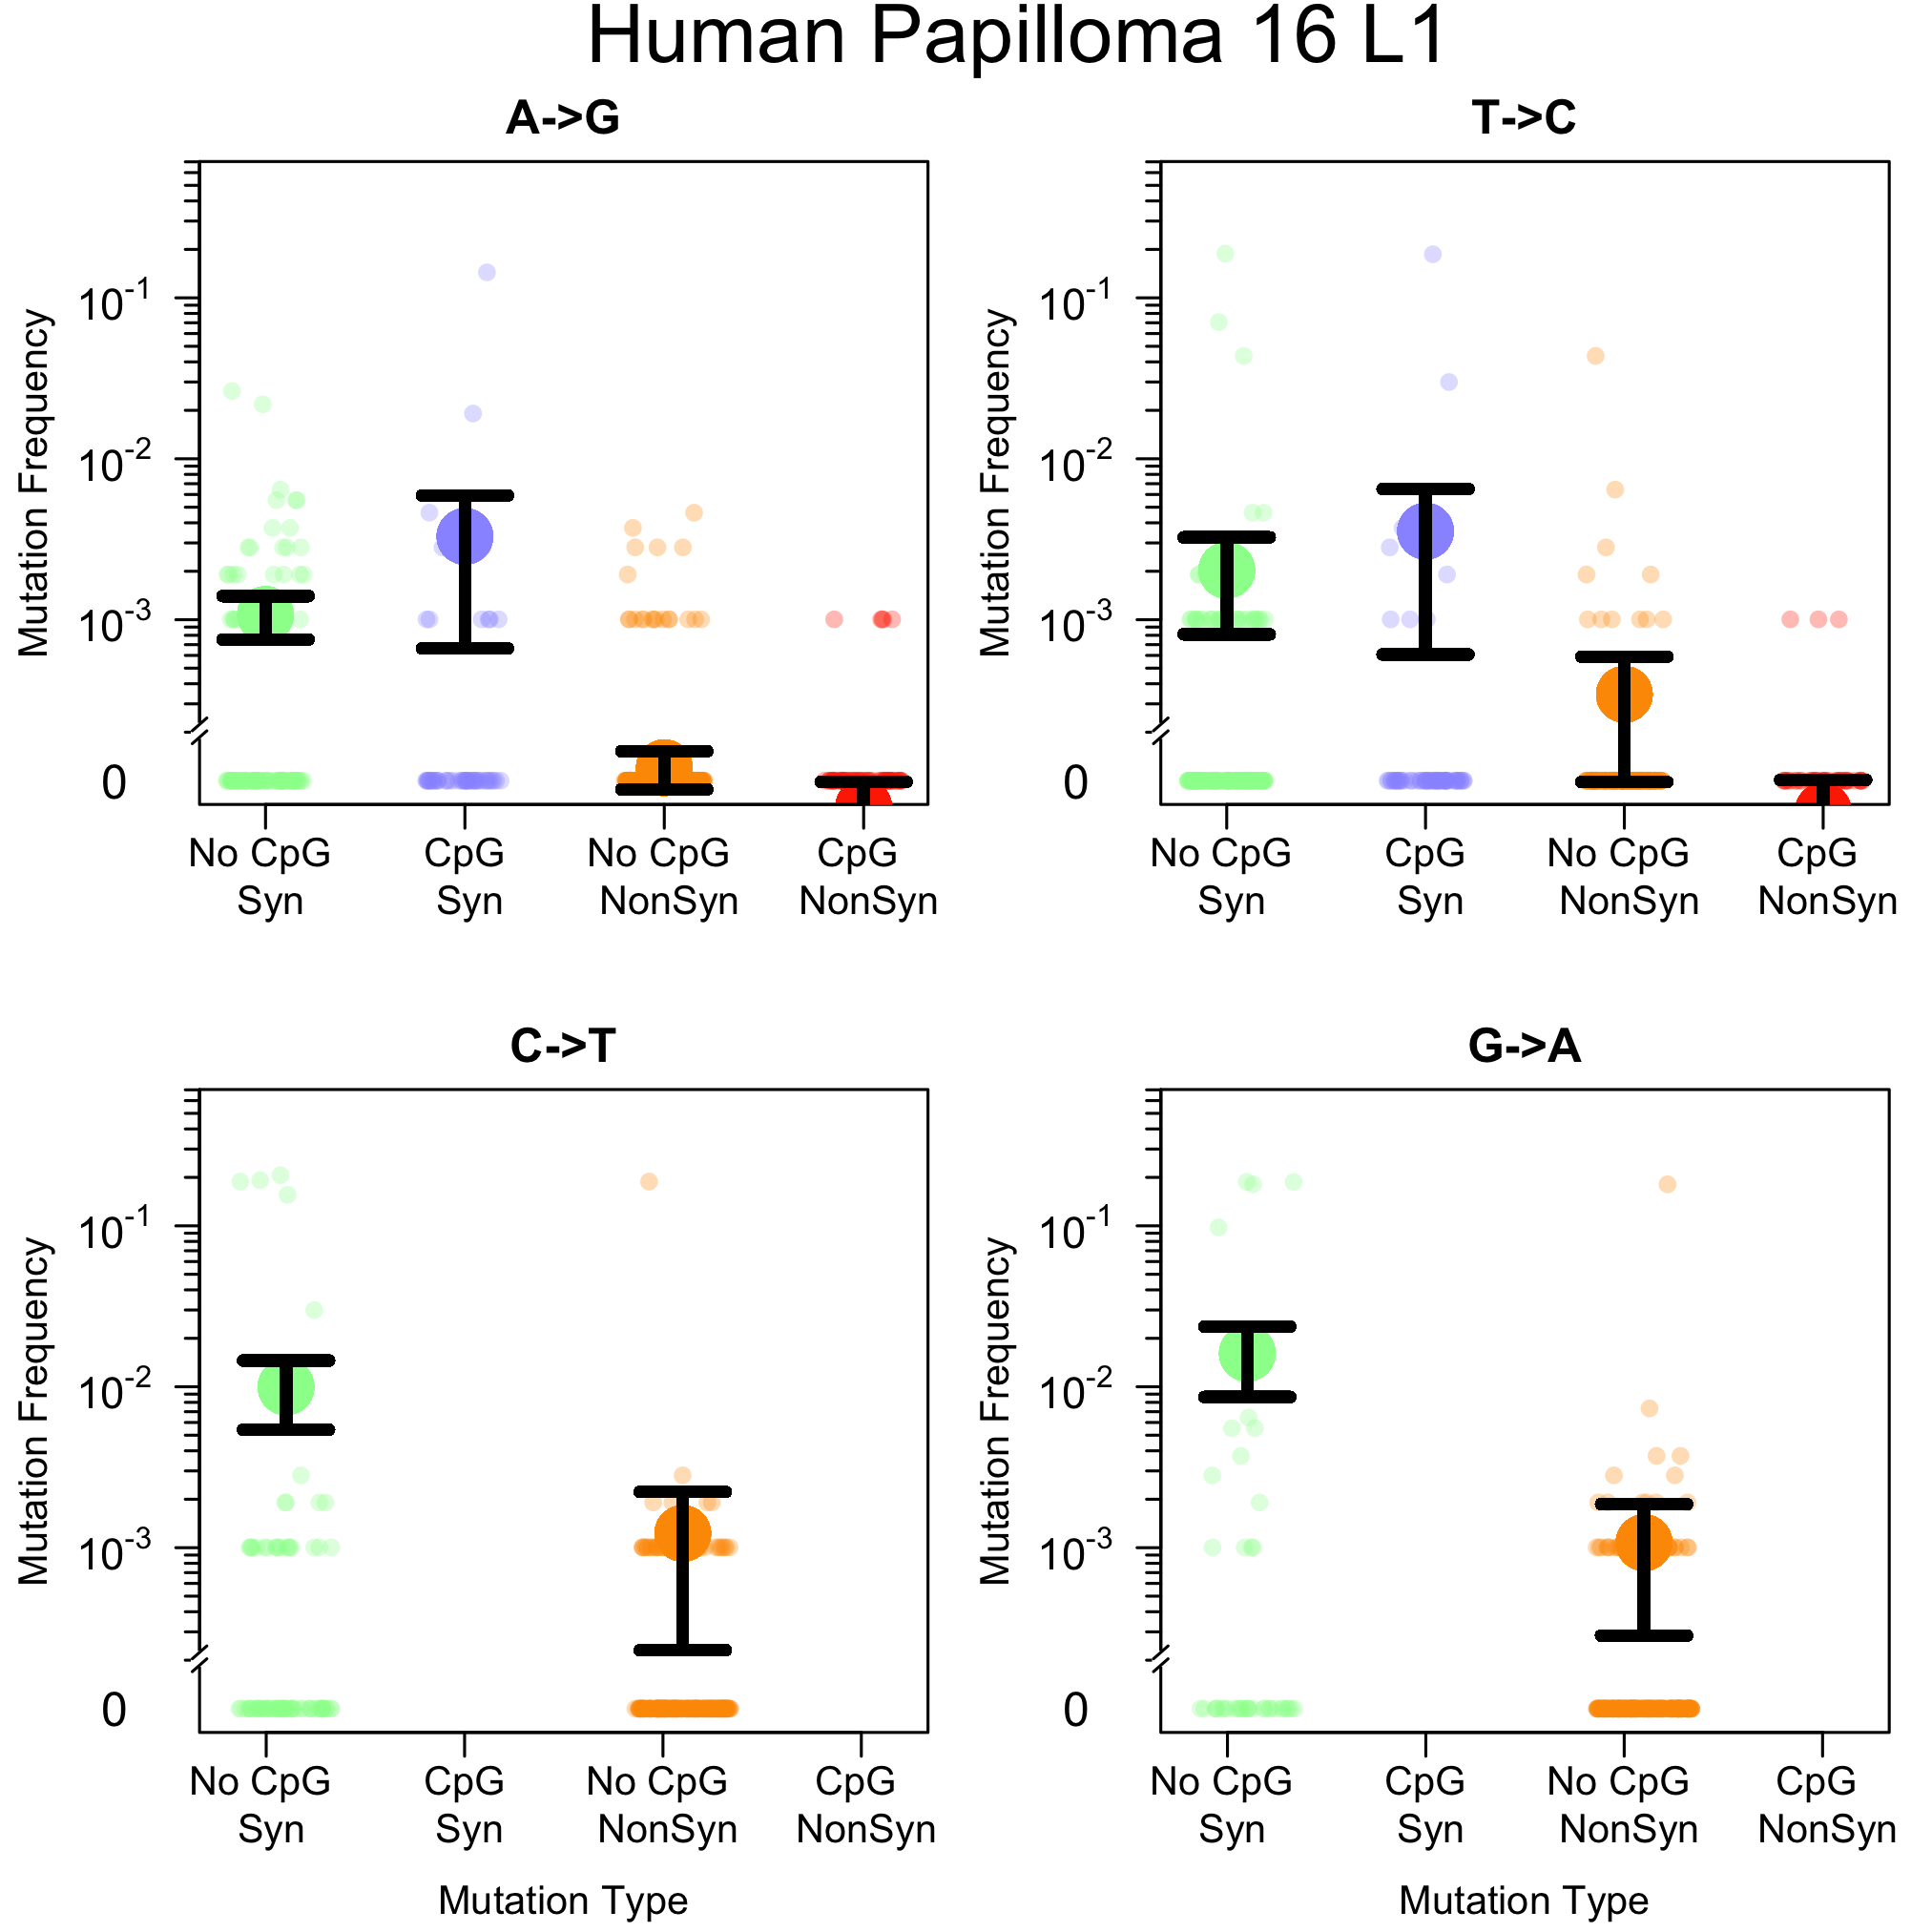 Human Papilloma 16 L1
A->G
Mutation Frequency
10-1
10-2
10-3
0
No CpG CpG No CpG CpG
Syn Syn NonSyn NonSyn
T->C
Mutation Frequency
10-1
10-2
10-3
0
No CpG CpG No CpG CpG
Syn Syn NonSyn NonSyn
C->T
Mutation Frequency
10-1
10-2
10-3
0
No CpG CpG No CpG CpG
Syn Syn NonSyn NonSyn
Mutation Type
G->A
Mutation Frequency
10-1
10-2
10-3
0
No CpG CpG No CpG CpG
Syn Syn NonSyn NonSyn
Mutation Type